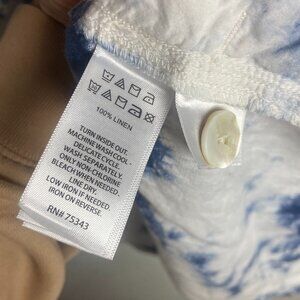 100% LINEN
TURN INSIDE OUT.
MACHINE WASH COOL -
DELICATE CYCLE.
WASH SEPARATELY.
ONLY NON-CHLORINE
BLEACH WHEN NEEDED.
LINE DRY.
LOW IRON IF NEEDED.
IRON ON REVERSE.
RN# 75343